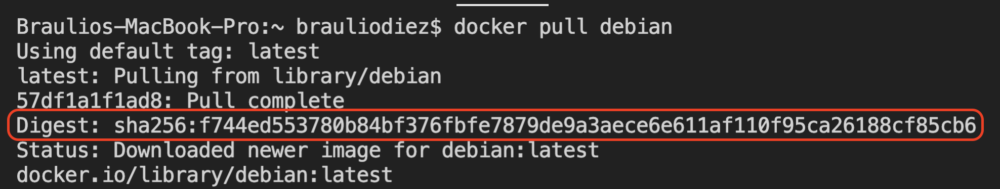 Braulios-MacBook-Pro:~ brauliodiez$ docker pull debian
Using default tag: latest
latest: Pulling from library/debian
57df1a1f1ad8: Pull complete
Digest: sha256:f744ed553780b84bf376fbfe7879de9a3aece6e611af110f95ca26188cf85cb6
Status: Downloaded newer image for debian:latest
docker.io/library/debian:latest